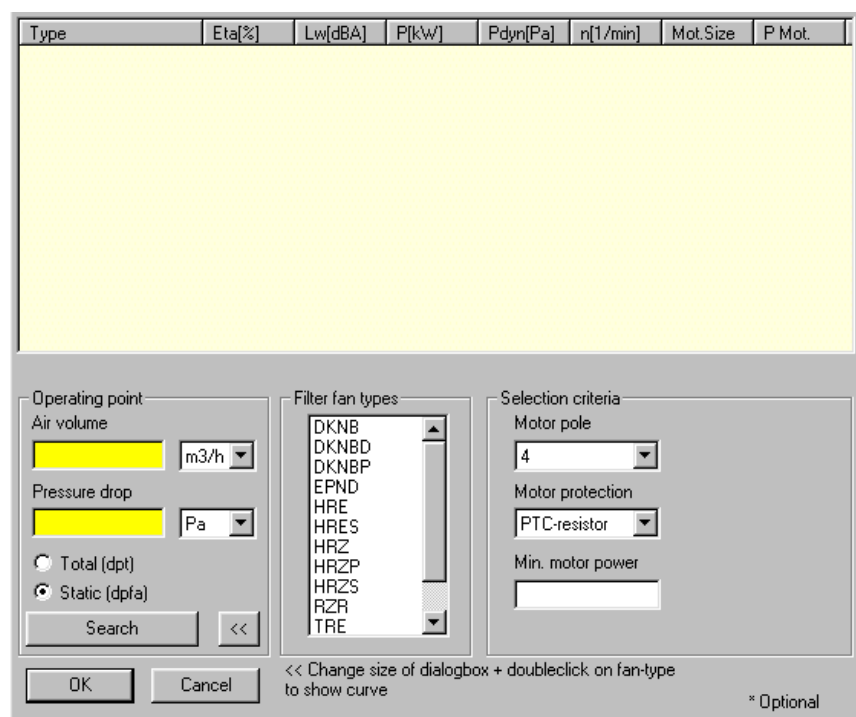 Type Eta[%] Lw[dBA] P[kW] Pdyn[Pa] n[1/min] Mot.Size P Mot.
Operating point
Air volume
m3/h
Pressure drop
Pa
Total (dpt)
Static (dpfa)
Search <<
Filter fan types
DKNB
DKNBD
DKNBP
EPND
HRE
HRES
HRZ
HRZP
HRZS
RZR
TRE
Selection criteria
Motor pole
4
Motor protection
PTC-resistor
Min. motor power
OK Cancel
<< Change size of dialogbox + doubleclick on fan-type
to show curve
* Optional